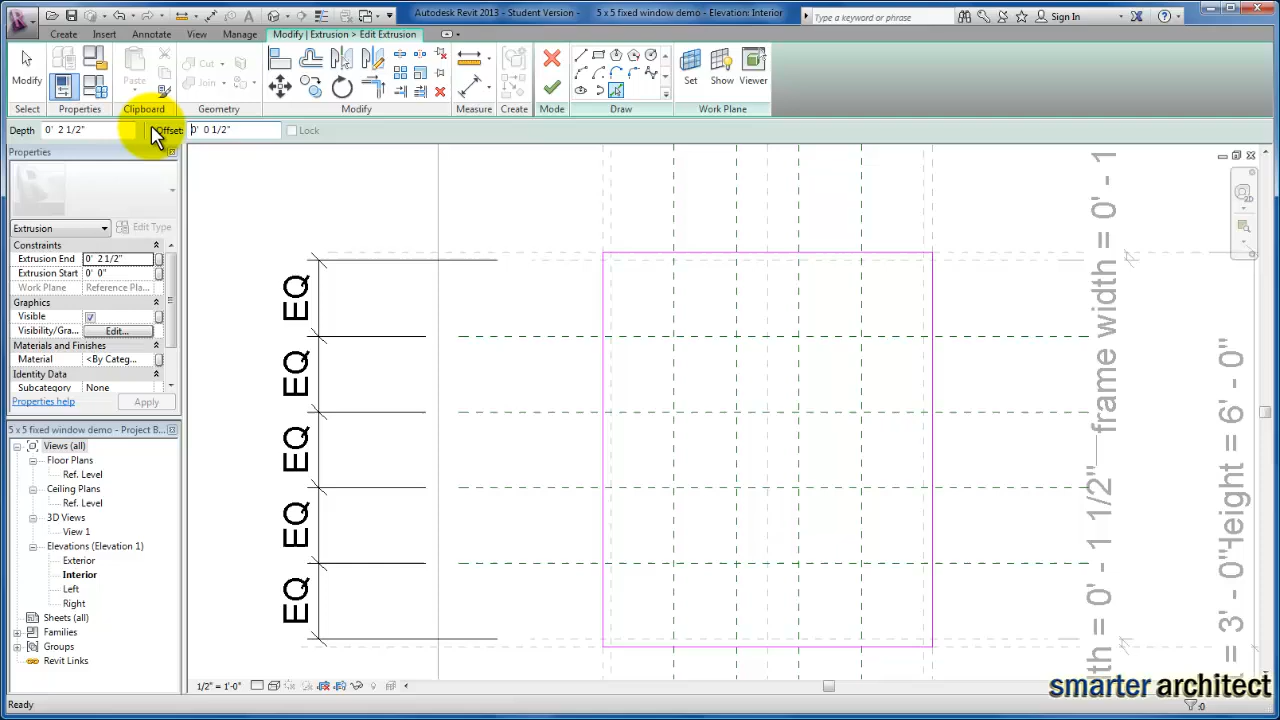 Autodesk Revit 2013 - Student Version - 5 x 5 fixed window demo - Elevation: Interior
Type a keyword or phrase
Sign In
Create Insert Annotate View Manage Modify | Extrusion > Edit Extrusion
Modify Paste Cut Join Set Show Viewer
Select Properties Clipboard Geometry Modify Measure Create Mode Draw Work Plane
Depth 0' 2 1/2" Offset: 0' 0 1/2" Lock
Properties
Extrusion Edit Type
Constraints
Extrusion End 0' 2 1/2"
Extrusion Start 0' 0"
Work Plane Reference Pla...
Graphics
Visible
Visibility/Gra... Edit...
Materials and Finishes
Material <By Categ...
Identity Data
Subcategory None
Properties help Apply
5 x 5 fixed window demo - Project B...
Views (all)
Floor Plans
Ref. Level
Ceiling Plans
Ref. Level
3D Views
View 1
Elevations (Elevation 1)
Exterior
Interior
Left
Right
Sheets (all)
Families
Groups
Revit Links
EQ
EQ
EQ
EQ
EQ
frame width = 0' - 1
= 0' - 1 1/2"
Height = 6' - 0"
= 3' - 0"
1/2" = 1'-0"
smarter architect
Ready
:0